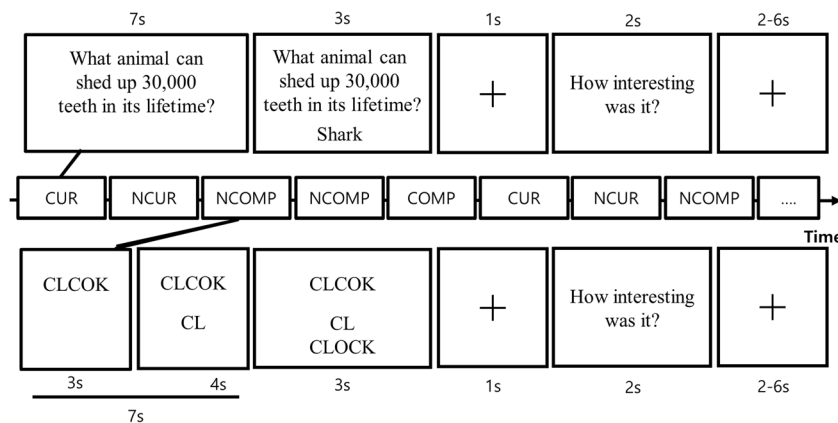 7s 3s 1s 2s 2-6s
What animal can
shed up 30,000
teeth in its lifetime?
What animal can
shed up 30,000
teeth in its lifetime?
Shark
+
How interesting
was it?
+
CUR NCUR NCOMP NCOMP COMP CUR NCUR NCOMP ....
Time
CLCOK
CLCOK
CL
CLCOK
CL
CLOCK
+
How interesting
was it?
+
3s 4s 3s 1s 2s 2-6s
7s